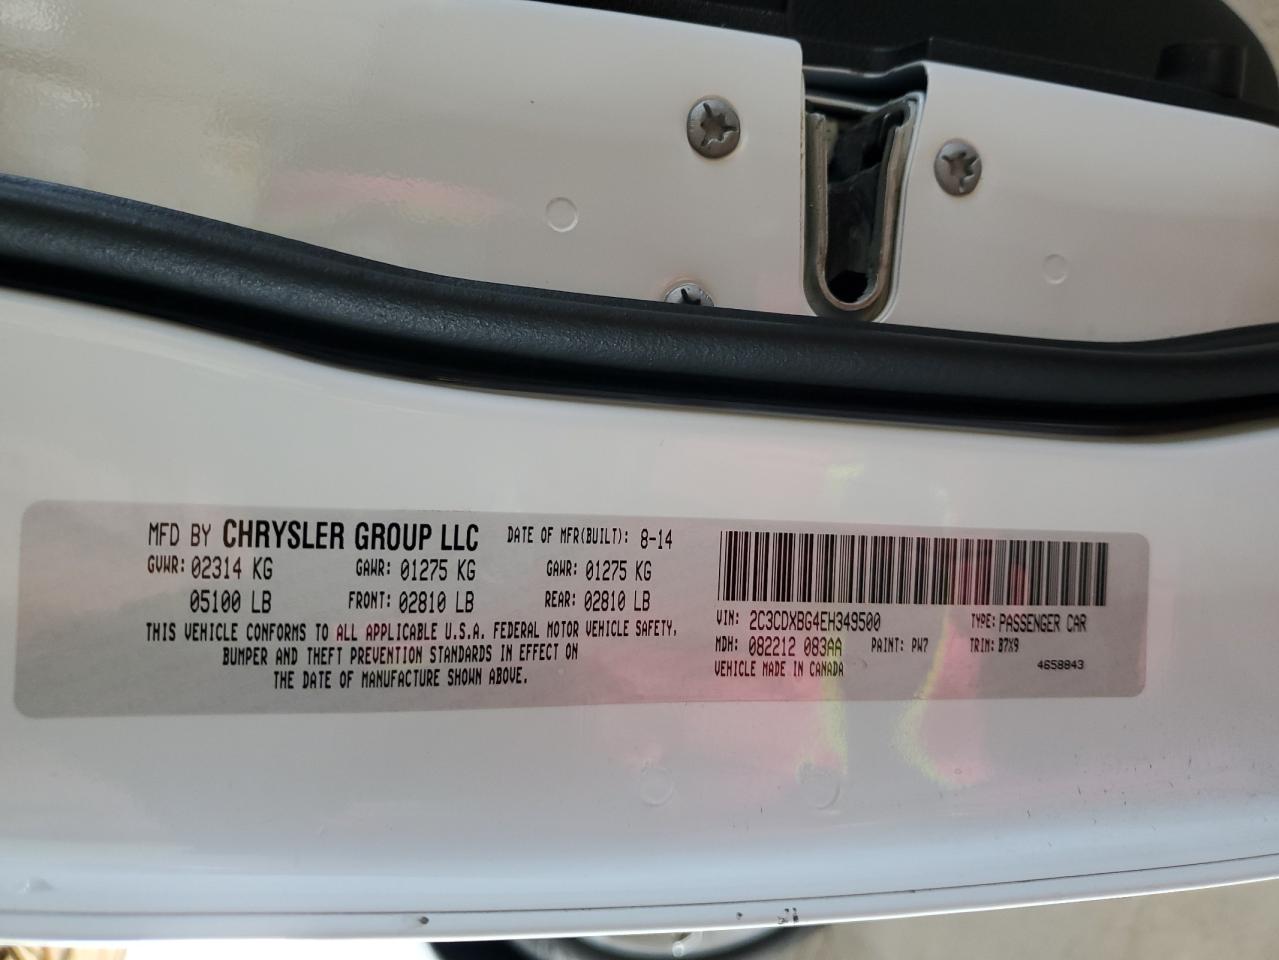 MFD BY CHRYSLER GROUP LLC DATE OF MFR(BUILT): 8-14
GVWR: 02314 KG GAWR: 01275 KG GAWR: 01275 KG
05100 LB FRONT: 02810 LB REAR: 02810 LB
THIS VEHICLE CONFORMS TO ALL APPLICABLE U.S.A. FEDERAL MOTOR VEHICLE SAFETY,
BUMPER AND THEFT PREVENTION STANDARDS IN EFFECT ON
THE DATE OF MANUFACTURE SHOWN ABOVE.
VIN: 2C3CDXBG4EH349500 TYPE: PASSENGER CAR
MDH: 082212 083AA PAINT: PW7 TRIM: B7X9
VEHICLE MADE IN CANADA 4658843